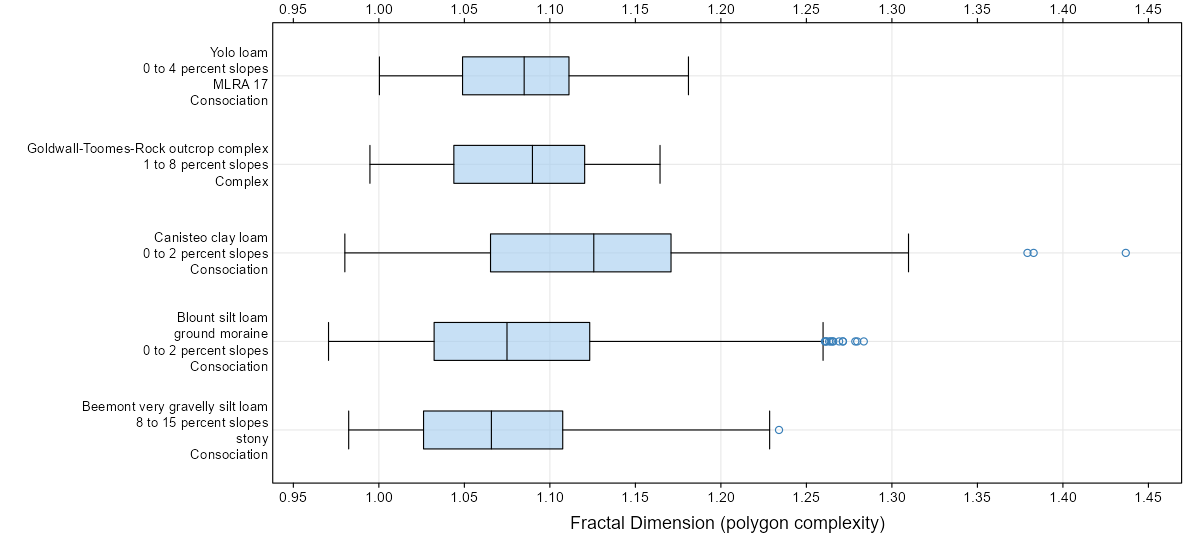 0.95 1.00 1.05 1.10 1.15 1.20 1.25 1.30 1.35 1.40 1.45
Yolo loam
0 to 4 percent slopes
MLRA 17
Consociation
Goldwall-Toomes-Rock outcrop complex
1 to 8 percent slopes
Complex
Canisteo clay loam
0 to 2 percent slopes
Consociation
Blount silt loam
ground moraine
0 to 2 percent slopes
Consociation
Beemont very gravelly silt loam
8 to 15 percent slopes
stony
Consociation
0.95 1.00 1.05 1.10 1.15 1.20 1.25 1.30 1.35 1.40 1.45
Fractal Dimension (polygon complexity)